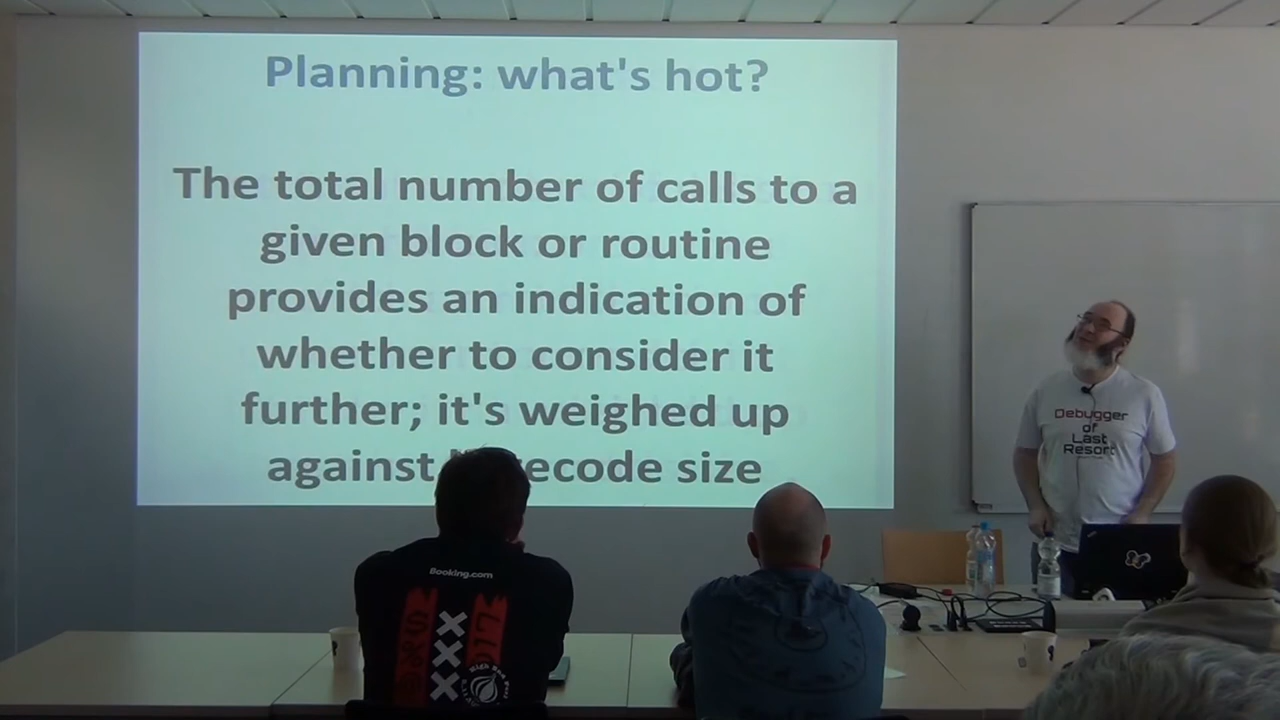 Planning: what's hot?
The total number of calls to a
given block or routine
provides an indication of
whether to consider it
further; it's weighed up
against size
Debugger
of
Last
Resort
Booking.com